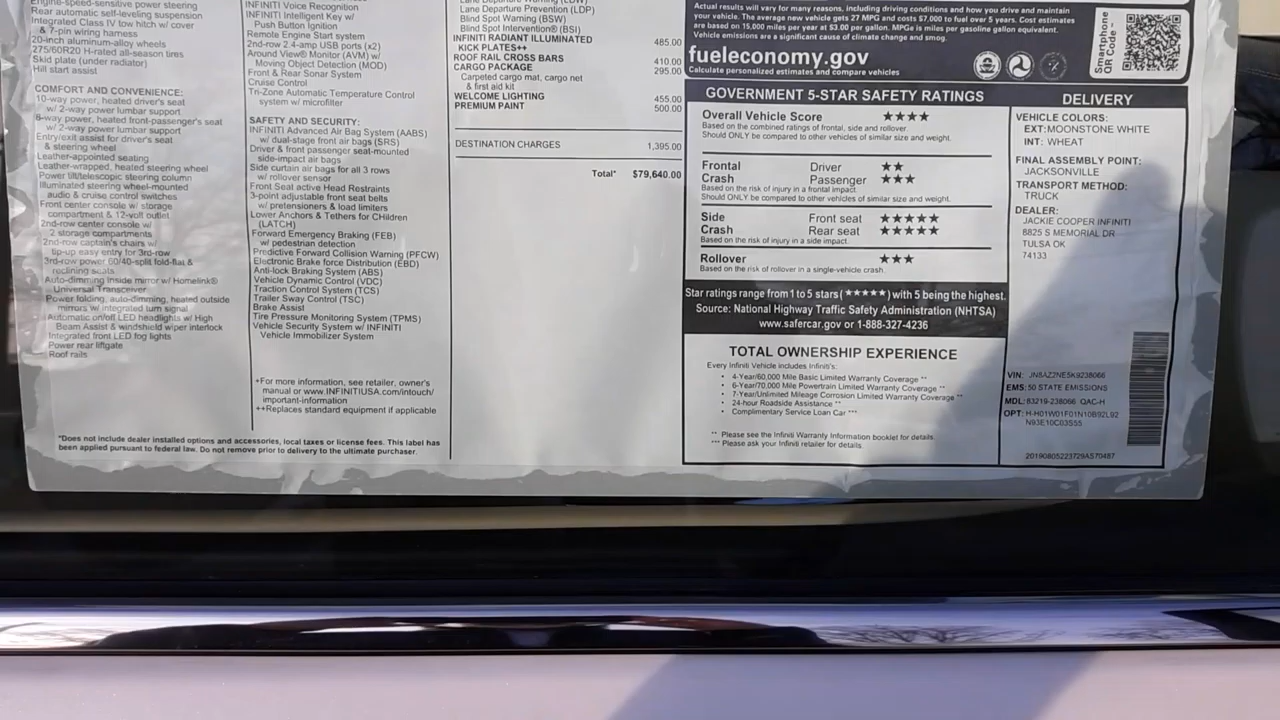 Engine-speed-sensitive power steering
Rear automatic self-leveling suspension
Integrated Class IV tow hitch w/ cover
& 7-pin wiring harness
20-inch aluminum-alloy wheels
275/60R20 H-rated all-season tires
Skid plate (under radiator)
Hill start assist
COMFORT AND CONVENIENCE:
10-way power, heated driver's seat
w/ 2-way power lumbar support
8-way power, heated front-passenger's seat
w/ 2-way power lumbar support
Entry/exit assist for driver's seat
& steering wheel
Leather-appointed seating
Leather-wrapped, heated steering wheel
Power tilt/telescopic steering column
Illuminated steering wheel-mounted
audio & cruise control switches
Front center console w/ storage
compartment & 12-volt outlet
2nd-row center console w/
2 storage compartments
2nd-row captain's chairs w/
tip-up easy entry for 3rd-row
3rd-row power 60/40-split fold-flat &
reclining seats
Auto-dimming inside mirror w/ Homelink®
Universal Transceiver
Power folding, auto-dimming, heated outside
mirrors w/ integrated turn signal
Automatic on/off LED headlights w/ High
Beam Assist & windshield wiper interlock
Integrated front LED fog lights
Power rear liftgate
Roof rails
INFINITI Voice Recognition
INFINITI Intelligent Key w/
Push Button Ignition
Remote Engine Start system
2nd-row 2.4-amp USB ports (x2)
Around View® Monitor (AVM) w/
Moving Object Detection (MOD)
Front & Rear Sonar System
Cruise Control
Tri-Zone Automatic Temperature Control
system w/ microfilter
SAFETY AND SECURITY:
INFINITI Advanced Air Bag System (AABS)
w/ dual-stage front air bags (SRS)
Driver & front passenger seat-mounted
side-impact air bags
Side curtain air bags for all 3 rows
w/ rollover sensor
Front Seat active Head Restraints
3-point adjustable front seat belts
w/ pretensioners & load limiters
Lower Anchors & Tethers for CHildren
(LATCH)
Forward Emergency Braking (FEB)
w/ pedestrian detection
Predictive Forward Collision Warning (PFCW)
Electronic Brake force Distribution (EBD)
Anti-lock Braking System (ABS)
Vehicle Dynamic Control (VDC)
Traction Control System (TCS)
Trailer Sway Control (TSC)
Brake Assist
Tire Pressure Monitoring System (TPMS)
Vehicle Security System w/ INFINITI
Vehicle Immobilizer System
+For more information, see retailer, owner's
manual or www.INFINITIUSA.com/intouch/
important-information
++Replaces standard equipment if applicable
*Does not include dealer installed options and accessories, local taxes or license fees. This label has
been applied pursuant to federal law. Do not remove prior to delivery to the ultimate purchaser.
Lane Departure Prevention (LDP)
Blind Spot Warning (BSW)
Blind Spot Intervention® (BSI)
INFINITI RADIANT ILLUMINATED 485.00
KICK PLATES++
ROOF RAIL CROSS BARS 410.00
CARGO PACKAGE 295.00
Carpeted cargo mat, cargo net
& first aid kit
WELCOME LIGHTING 455.00
PREMIUM PAINT 500.00
DESTINATION CHARGES 1,395.00
Total* $79,640.00
Actual results will vary for many reasons, including driving conditions and how you drive and maintain
your vehicle. The average new vehicle gets 27 MPG and costs $7,000 to fuel over 5 years. Cost estimates
are based on 15,000 miles per year at $3.00 per gallon. MPGe is miles per gasoline gallon equivalent.
Vehicle emissions are a significant cause of climate change and smog.
fueleconomy.gov
Calculate personalized estimates and compare vehicles
Smartphone
QR Code™
GOVERNMENT 5-STAR SAFETY RATINGS
Overall Vehicle Score ★★★★
Based on the combined ratings of frontal, side and rollover.
Should ONLY be compared to other vehicles of similar size and weight.
Frontal Driver ★★
Crash Passenger ★★★
Based on the risk of injury in a frontal impact.
Should ONLY be compared to other vehicles of similar size and weight.
Side Front seat ★★★★★
Crash Rear seat ★★★★★
Based on the risk of injury in a side impact.
Rollover ★★★
Based on the risk of rollover in a single-vehicle crash.
Star ratings range from 1 to 5 stars (★★★★★) with 5 being the highest.
Source: National Highway Traffic Safety Administration (NHTSA)
www.safercar.gov or 1-888-327-4236
TOTAL OWNERSHIP EXPERIENCE
Every Infiniti Vehicle includes Infiniti's:
• 4-Year/60,000 Mile Basic Limited Warranty Coverage **
• 6-Year/70,000 Mile Powertrain Limited Warranty Coverage **
• 7-Year/Unlimited Mileage Corrosion Limited Warranty Coverage **
• 24-hour Roadside Assistance **
• Complimentary Service Loan Car ***
** Please see the Infiniti Warranty Information booklet for details.
*** Please ask your Infiniti retailer for details.
DELIVERY
VEHICLE COLORS:
EXT:MOONSTONE WHITE
INT: WHEAT
FINAL ASSEMBLY POINT:
JACKSONVILLE
TRANSPORT METHOD:
TRUCK
DEALER:
JACKIE COOPER INFINITI
8825 S MEMORIAL DR
TULSA OK
74133
VIN: JN8AZ2NE5K9238066
EMS:50 STATE EMISSIONS
MDL: 83219-238066 QAC-H
OPT: H-H01W01F01N10B92L92
N93E10C03S55
20190805223729AS70487